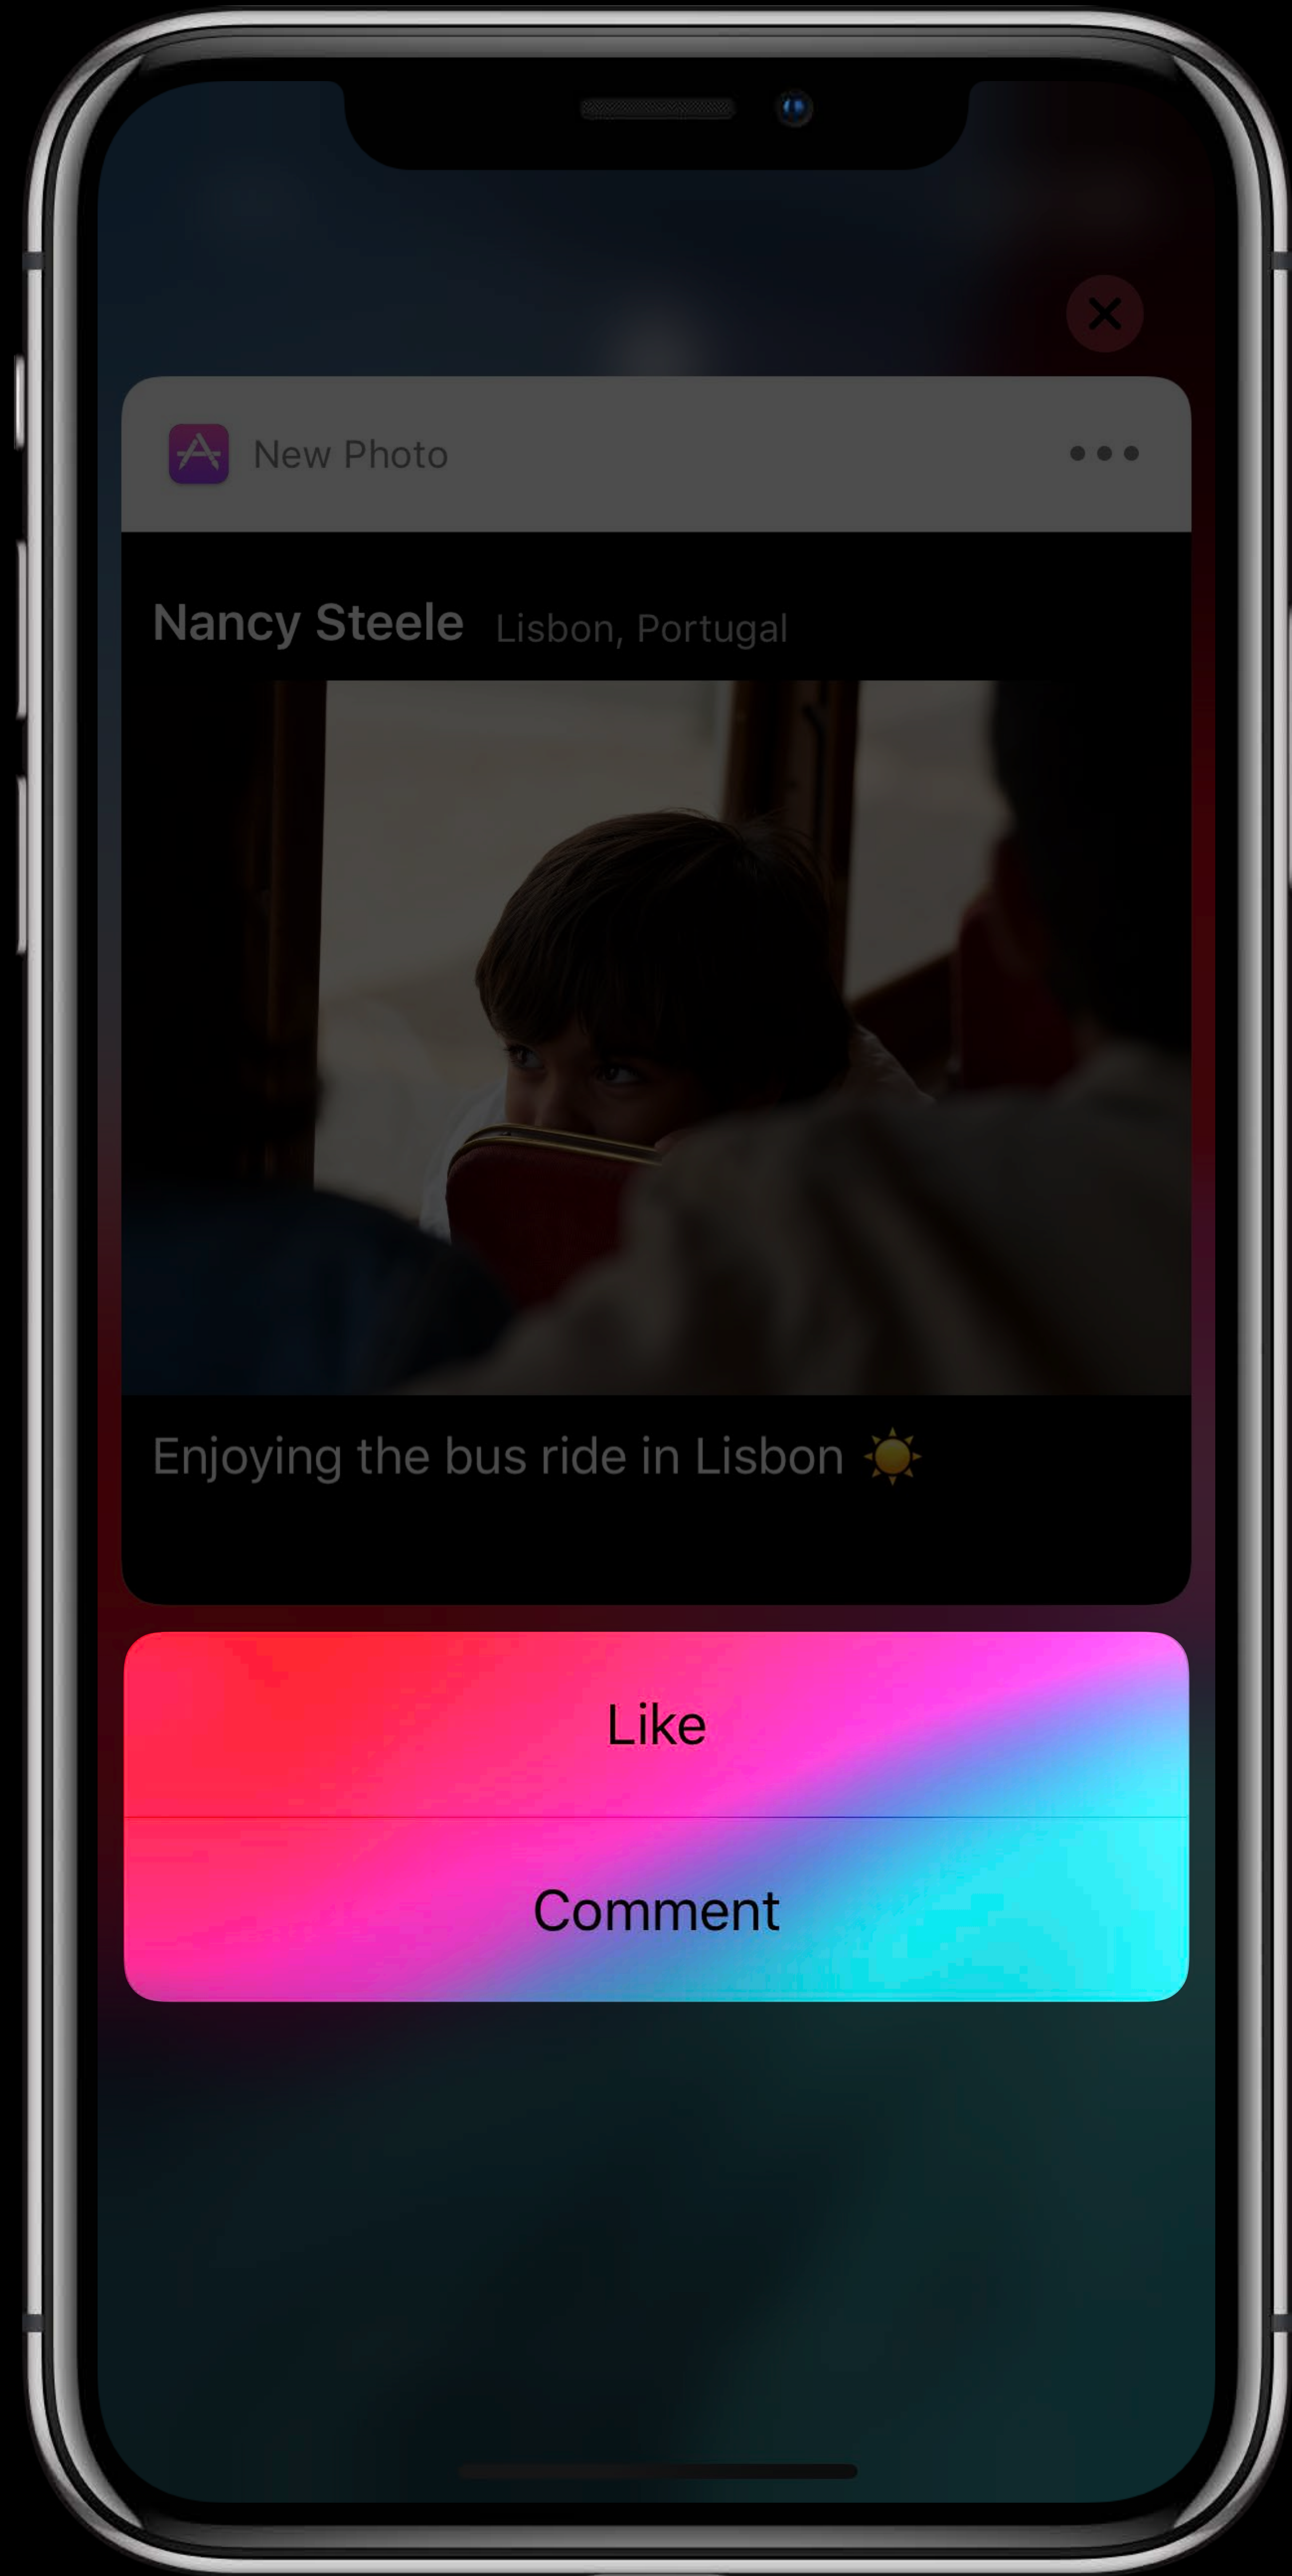 New Photo
Nancy Steele Lisbon, Portugal
Enjoying the bus ride in Lisbon ☀️
Like
Comment